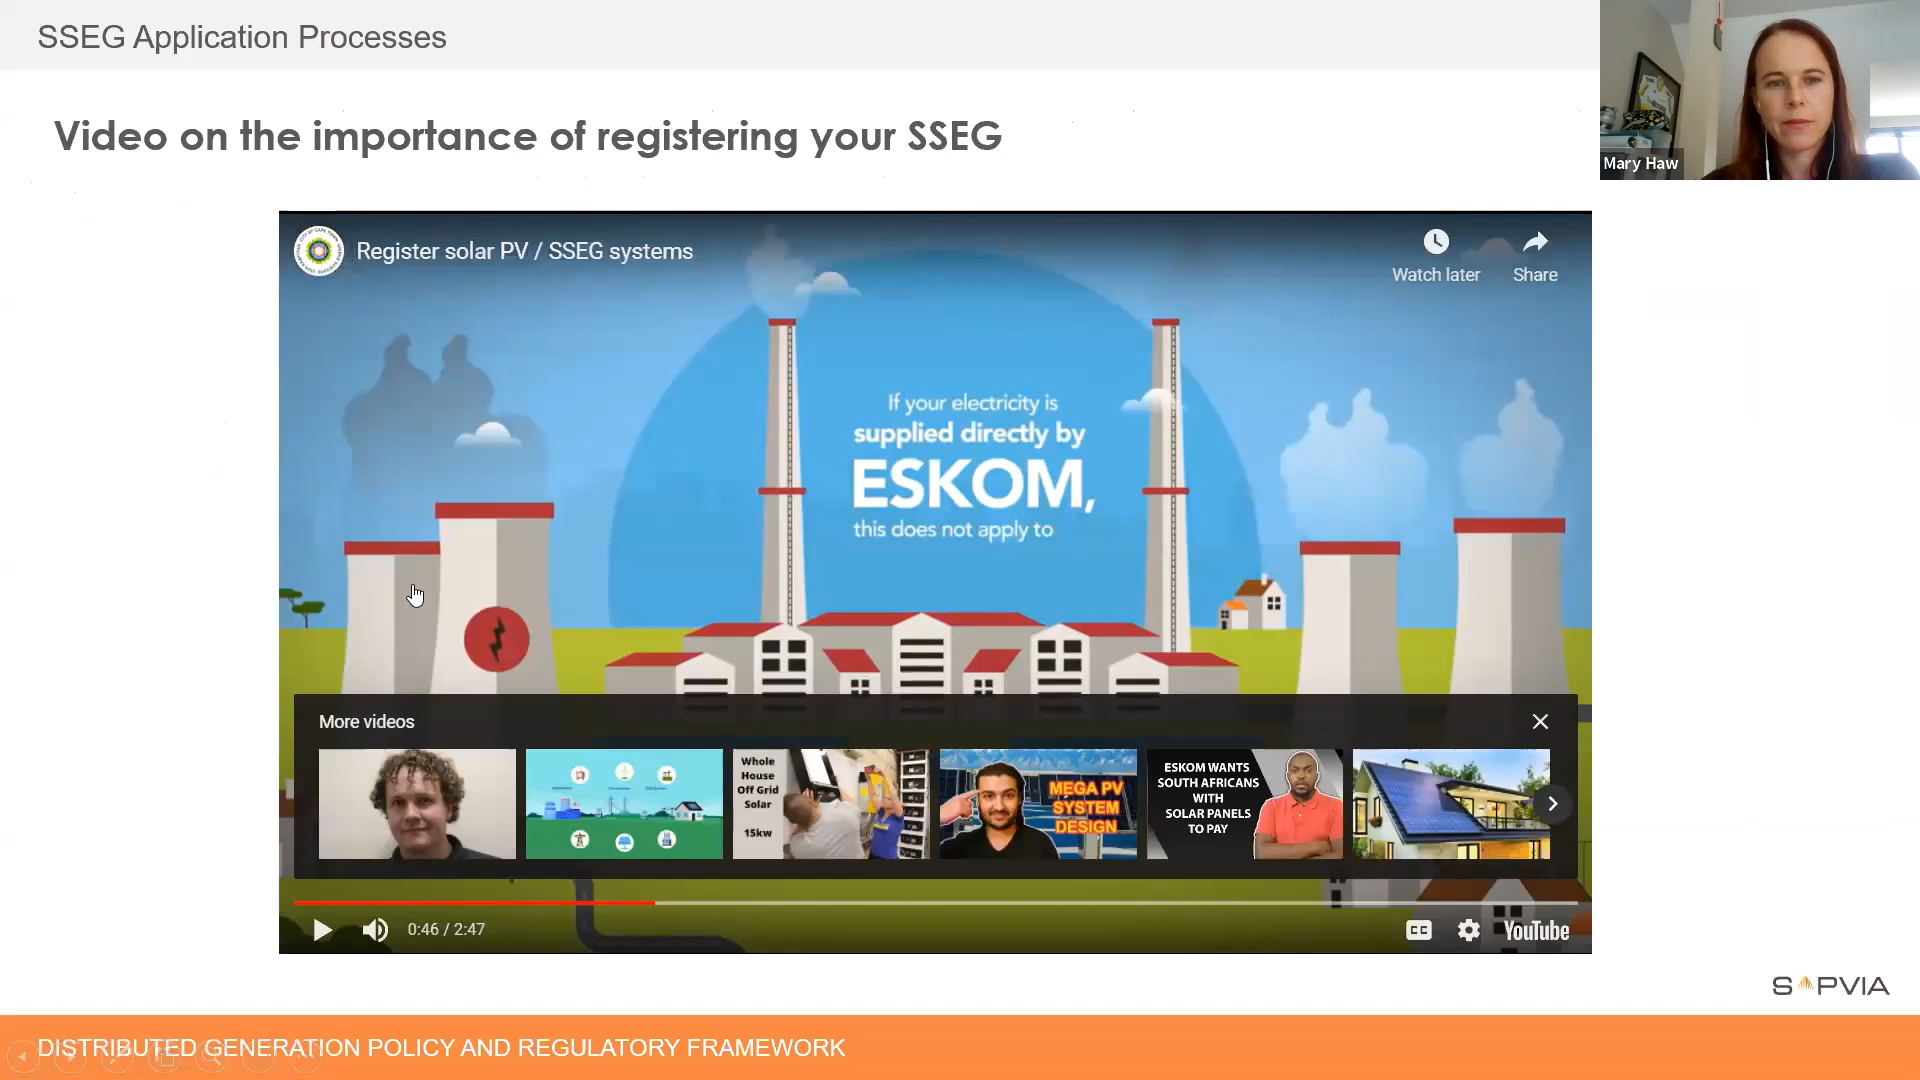 SSEG Application Processes
Mary Haw
Video on the importance of registering your SSEG
Register solar PV / SSEG systems
Watch later
Share
If your electricity is
supplied directly by
ESKOM,
this does not apply to
More videos
Whole
House
Off Grid
Solar
15kw
MEGA PV
SYSTEM
DESIGN
ESKOM WANTS
SOUTH AFRICANS
WITH
SOLAR PANELS
TO PAY
0:46 / 2:47
CC
YouTube
SAPVIA
DISTRIBUTED GENERATION POLICY AND REGULATORY FRAMEWORK